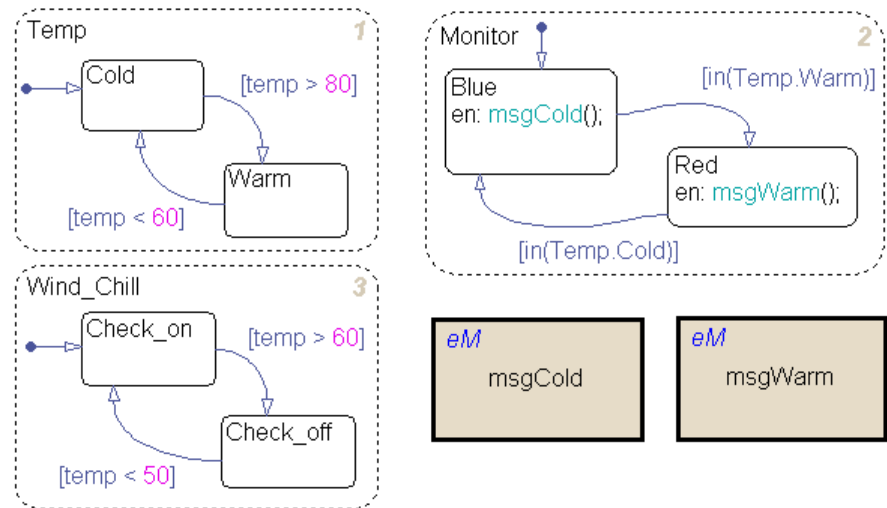 Temp
1
Cold
[temp > 80]
Warm
[temp < 60]
Monitor
2
Blue
en: msgCold();
[in(Temp.Warm)]
Red
en: msgWarm();
[in(Temp.Cold)]
Wind_Chill
3
Check_on
[temp > 60]
Check_off
[temp < 50]
eM
msgCold
eM
msgWarm